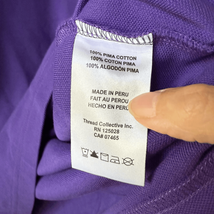 100% PIMA COTTON
100% COTON PIMA
100% ALGODÓN PIMA
MADE IN PERU
FAIT AU PEROU
HECHO EN PERU
Thread Collective Inc.
RN 125028
CA# 07465